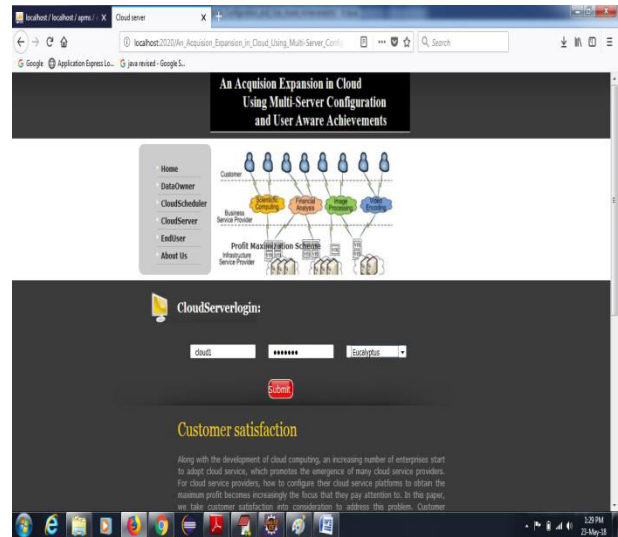 localhost / localhost / apms / 
Cloud server
localhost:2020/An_Acquision_Expansion_in_Cloud_Using_Multi-Server_Confi
Search
Google Application Express Lo... java revised - Google S...
An Acquision Expansion in Cloud
Using Multi-Server Configuration
and User Aware Achievements
Home
DataOwner
CloudScheduler
CloudServer
EndUser
About Us
Customer
Scientific Computing
Financial Analysis
Image Processing
Video Encoding
Business
Service Provider
Profit Maximization Scheme
Infrastructure
Service Provider
CloudServerlogin:
cloud1
Eucalyptus
Submit
Customer satisfaction
Along with the development of cloud computing, an increasing number of enterprises start
to adopt cloud service, which promotes the emergence of many cloud service providers.
For cloud service providers, how to configure their cloud service platforms to obtain the
maximum profit becomes increasingly the focus that they pay attention to. In this paper,
we take customer satisfaction into consideration to address this problem. Customer
1:29 PM
23-May-18